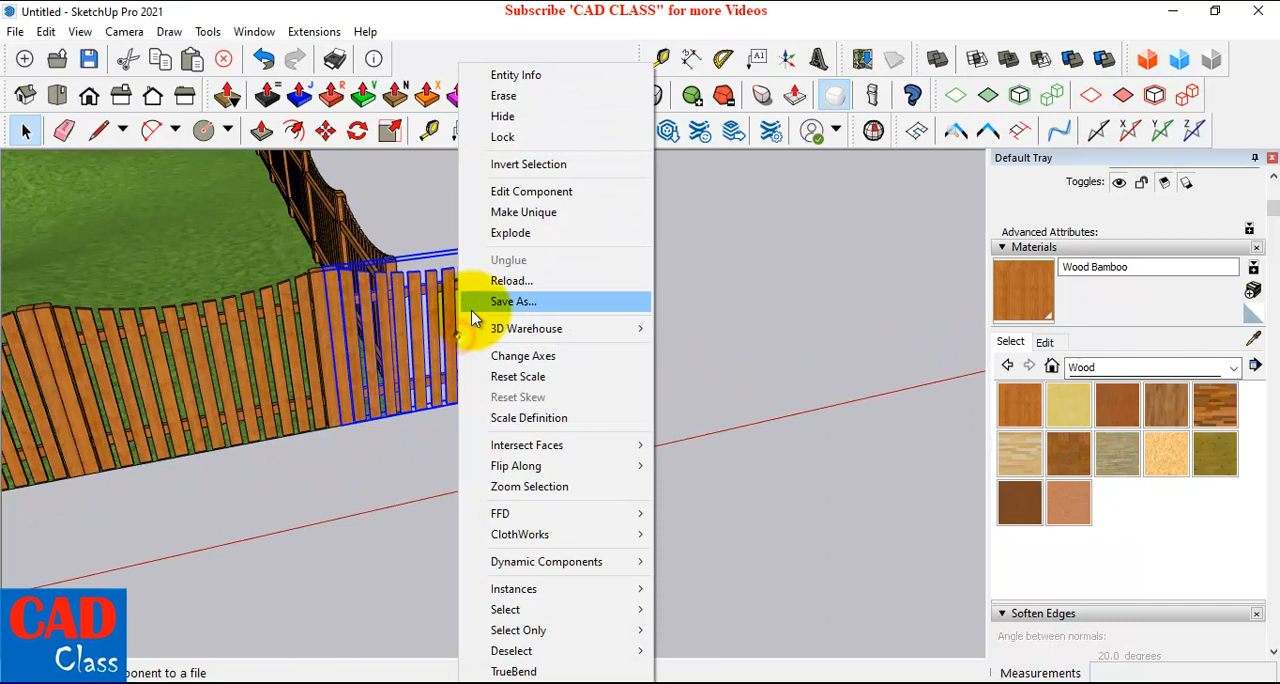 Untitled - SketchUp Pro 2021
Subscribe 'CAD CLASS" for more Videos
File Edit View Camera Draw Tools Window Extensions Help
Entity Info
Erase
Hide
Lock
Invert Selection
Edit Component
Make Unique
Explode
Unglue
Reload...
Save As...
3D Warehouse
Change Axes
Reset Scale
Reset Skew
Scale Definition
Intersect Faces
Flip Along
Zoom Selection
FFD
ClothWorks
Dynamic Components
Instances
Select
Select Only
Deselect
TrueBend
Default Tray
Toggles:
Advanced Attributes:
Materials
Wood Bamboo
Select Edit
Wood
Soften Edges
Angle between normals:
20.0 degrees
Measurements
CAD
Class
ponent to a file